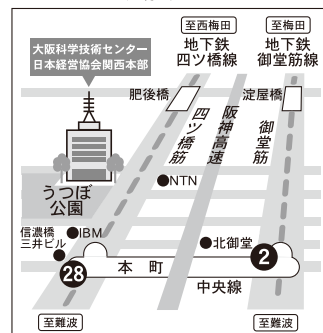 至西梅田
至梅田
地下鉄
四ツ橋線
地下鉄
御堂筋線
大阪科学技術センター
日本経営協会関西本部
肥後橋
淀屋橋
四ツ橋筋
阪神高速
御堂筋
うつぼ
公園
NTN
信濃橋
三井ビル
IBM
北御堂
2
28
本町
中央線
至難波
至難波